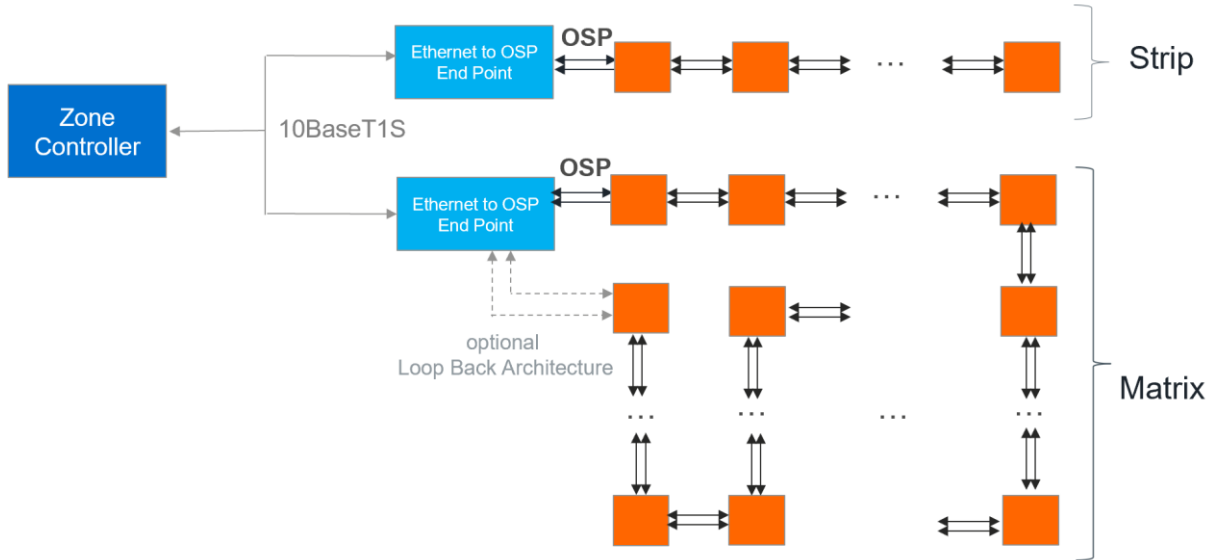 Ethernet to OSP
End Point
OSP
...
Strip
Zone
Controller
10BaseT1S
Ethernet to OSP
End Point
OSP
...
optional
Loop Back Architecture
Matrix
...
...
...
...